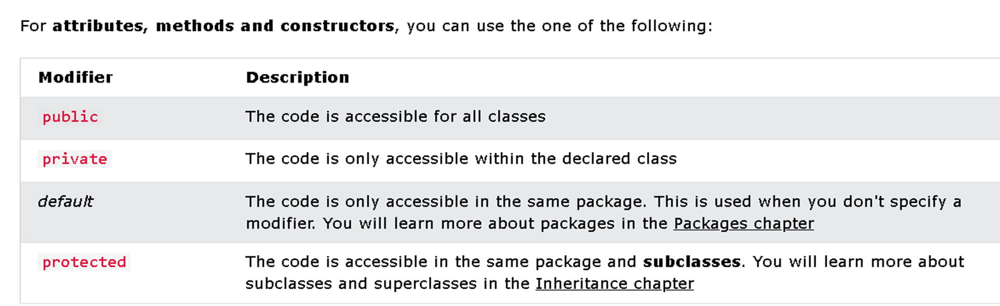 For attributes, methods and constructors, you can use the one of the following:
Modifier Description
public The code is accessible for all classes
private The code is only accessible within the declared class
default The code is only accessible in the same package. This is used when you don't specify a
modifier. You will learn more about packages in the Packages chapter
protected The code is accessible in the same package and subclasses. You will learn more about
subclasses and superclasses in the Inheritance chapter